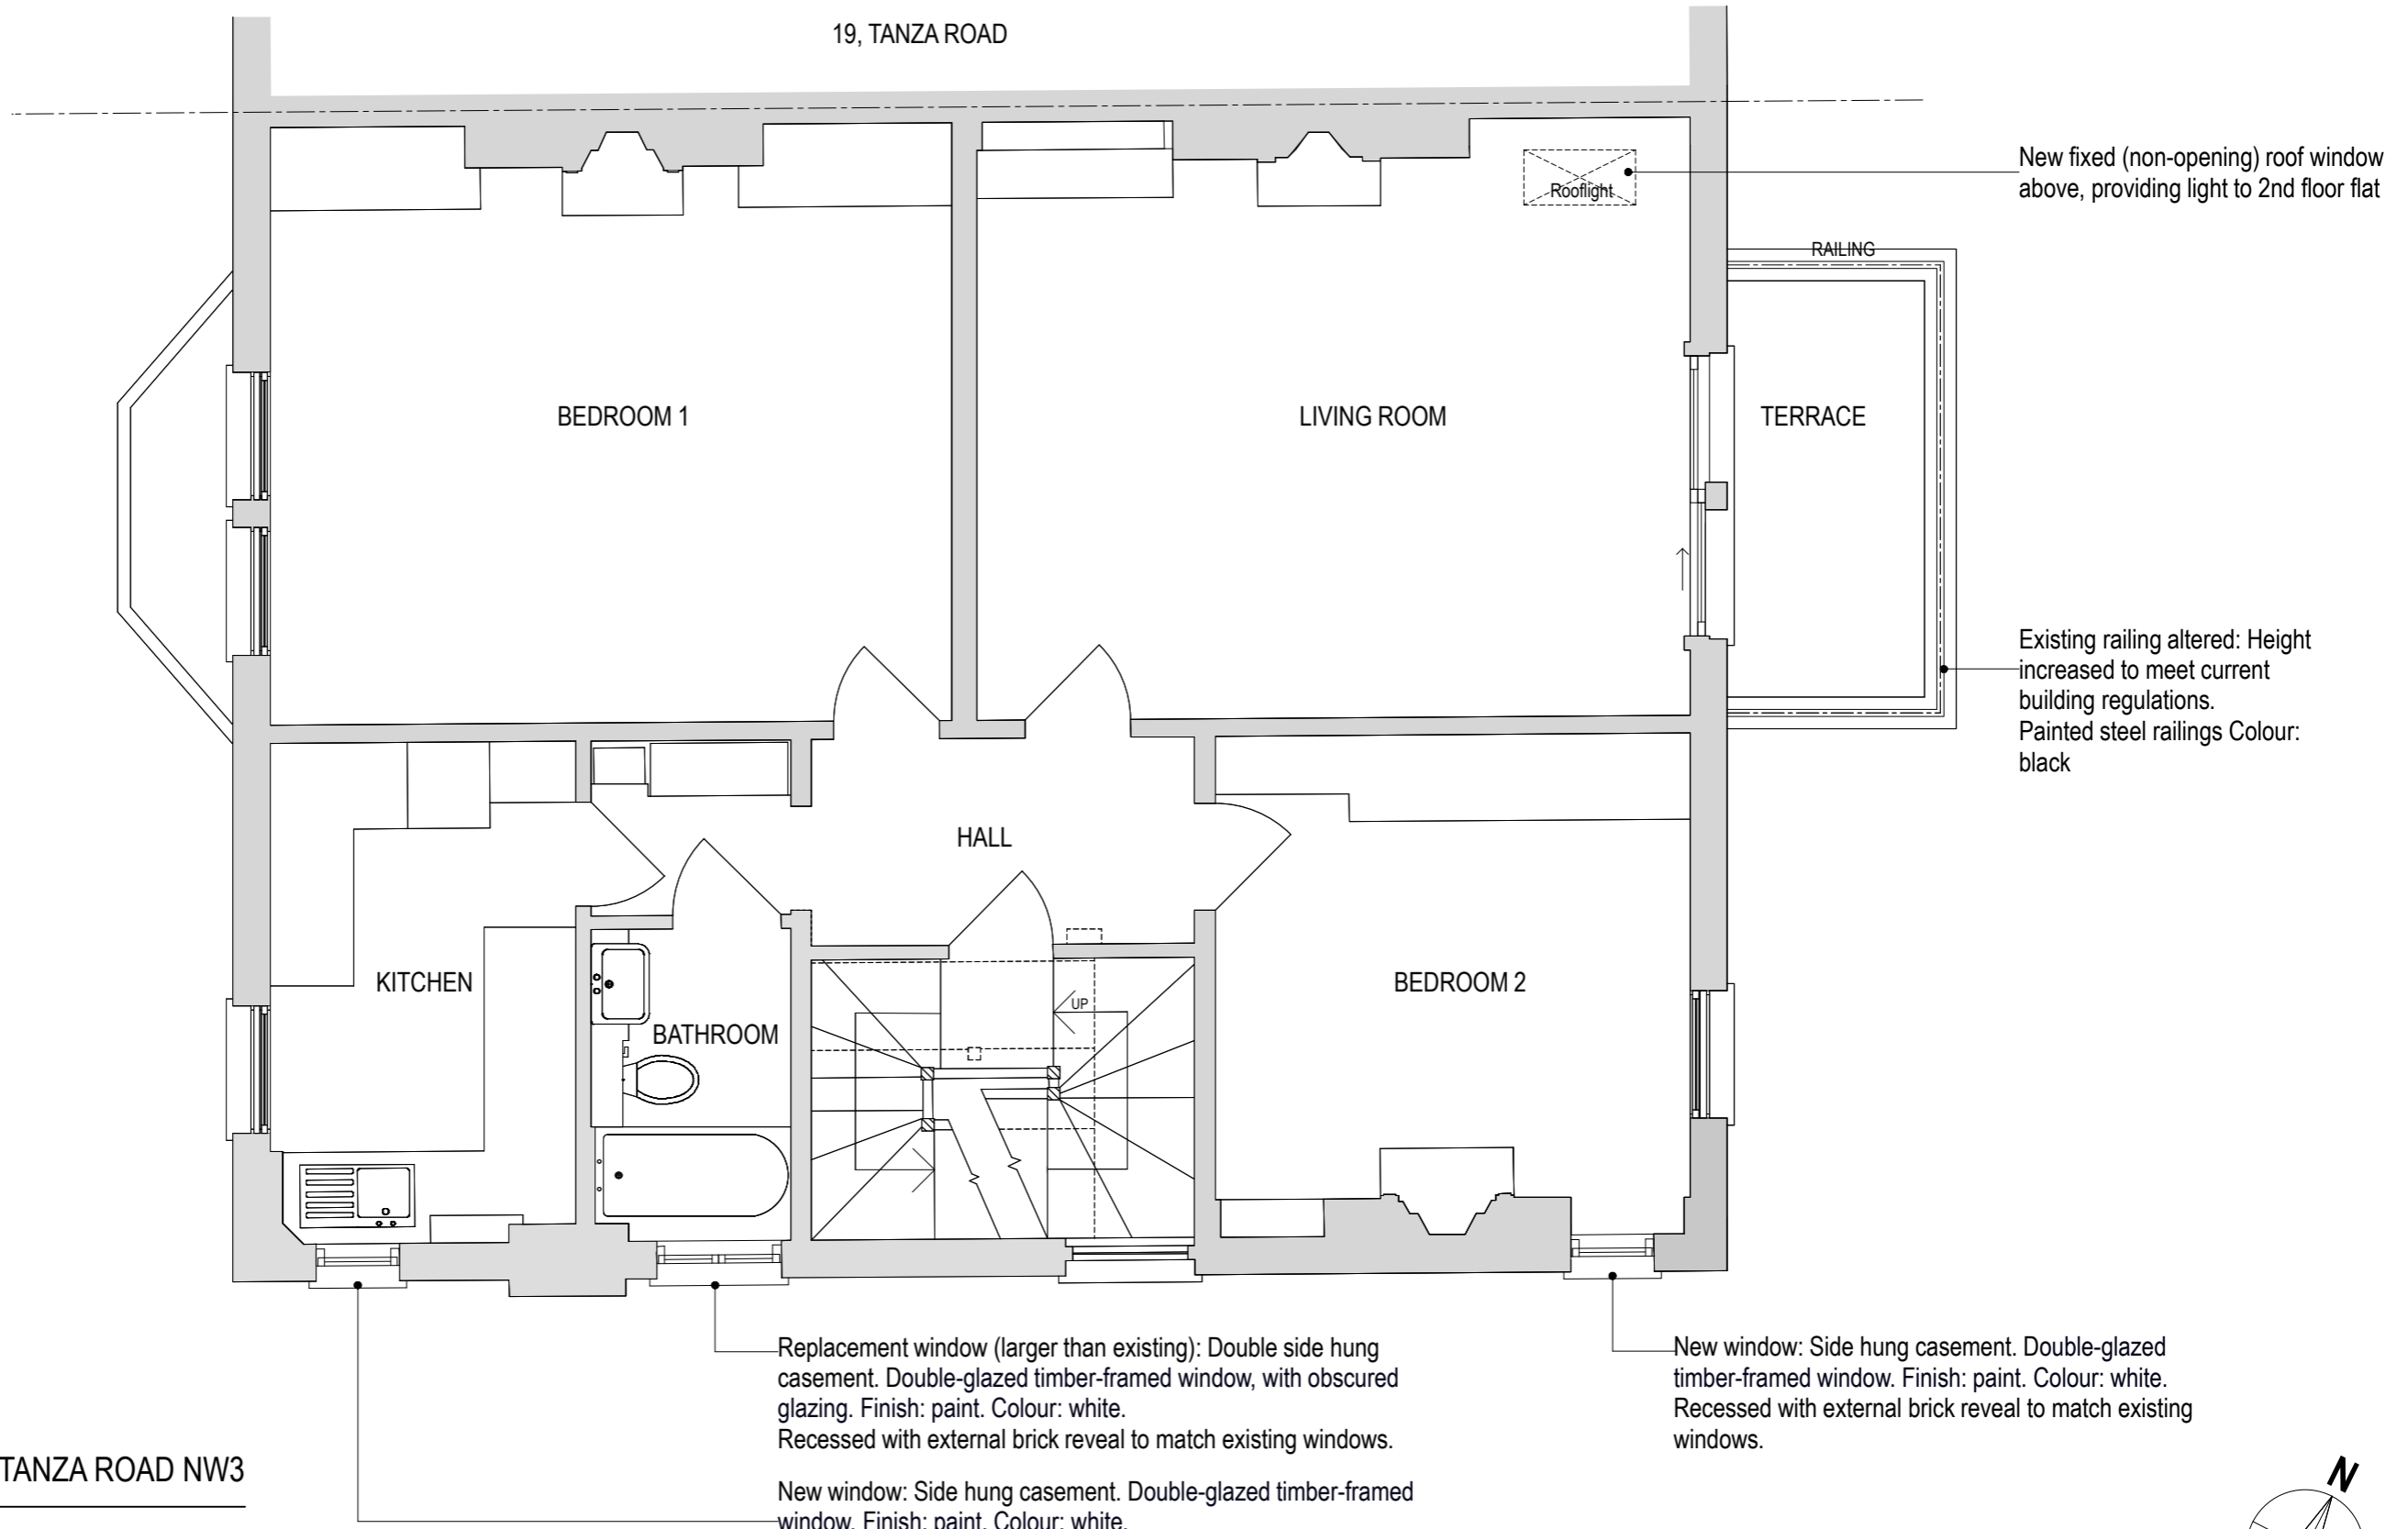 19, TANZA ROAD
New fixed (non-opening) roof window
above, providing light to 2nd floor flat
Rooflight
RAILING
BEDROOM 1
LIVING ROOM
TERRACE
Existing railing altered: Height
increased to meet current
building regulations.
Painted steel railings Colour:
black
HALL
KITCHEN
BEDROOM 2
UP
BATHROOM
Replacement window (larger than existing): Double side hung
casement. Double-glazed timber-framed window, with obscured
glazing. Finish: paint. Colour: white.
Recessed with external brick reveal to match existing windows.
New window: Side hung casement. Double-glazed
timber-framed window. Finish: paint. Colour: white.
Recessed with external brick reveal to match existing
windows.
TANZA ROAD NW3
N
New window: Side hung casement. Double-glazed timber-framed
window. Finish: paint. Colour: white.